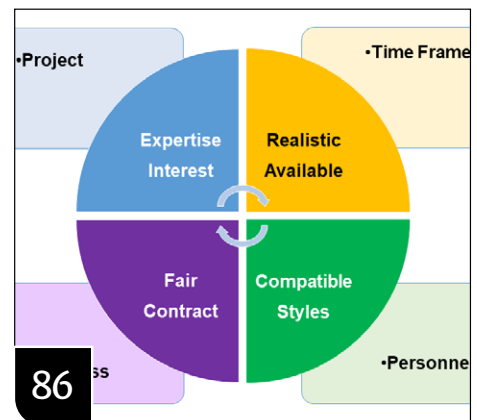 •Project
•Time Frame
Expertise
Interest
Realistic
Available
Fair
Contract
Compatible
Styles
ss
•Personne
86